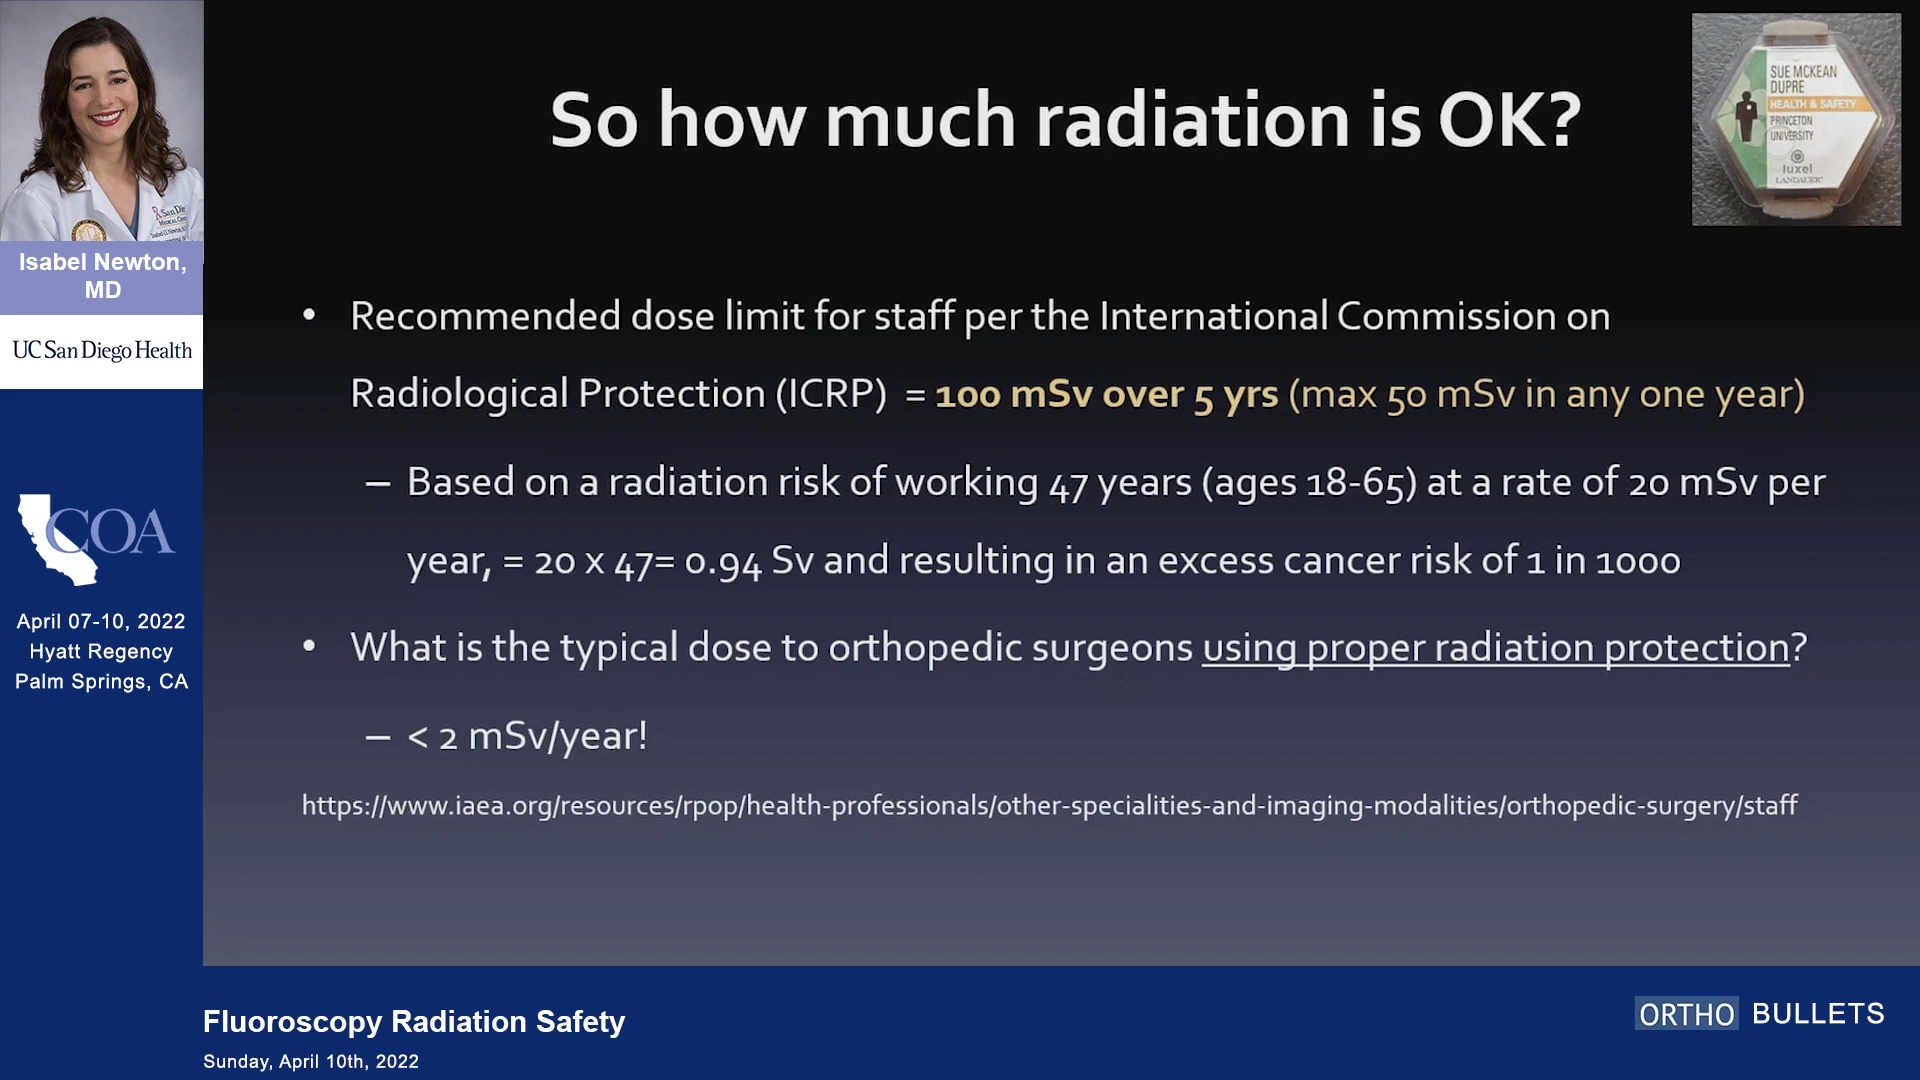 So how much radiation is OK?
SUE MCKEAN
DUPRE
HEALTH & SAFETY
PRINCETON
UNIVERSITY
luxel
LANDAUER
Isabel Newton,
MD
UC San Diego Health
COA
April 07-10, 2022
Hyatt Regency
Palm Springs, CA
• Recommended dose limit for staff per the International Commission on
Radiological Protection (ICRP) = 100 mSv over 5 yrs (max 50 mSv in any one year)
– Based on a radiation risk of working 47 years (ages 18-65) at a rate of 20 mSv per
year, = 20 x 47= 0.94 Sv and resulting in an excess cancer risk of 1 in 1000
• What is the typical dose to orthopedic surgeons using proper radiation protection?
– < 2 mSv/year!
https://www.iaea.org/resources/rpop/health-professionals/other-specialities-and-imaging-modalities/orthopedic-surgery/staff
Fluoroscopy Radiation Safety
Sunday, April 10th, 2022
ORTHO BULLETS